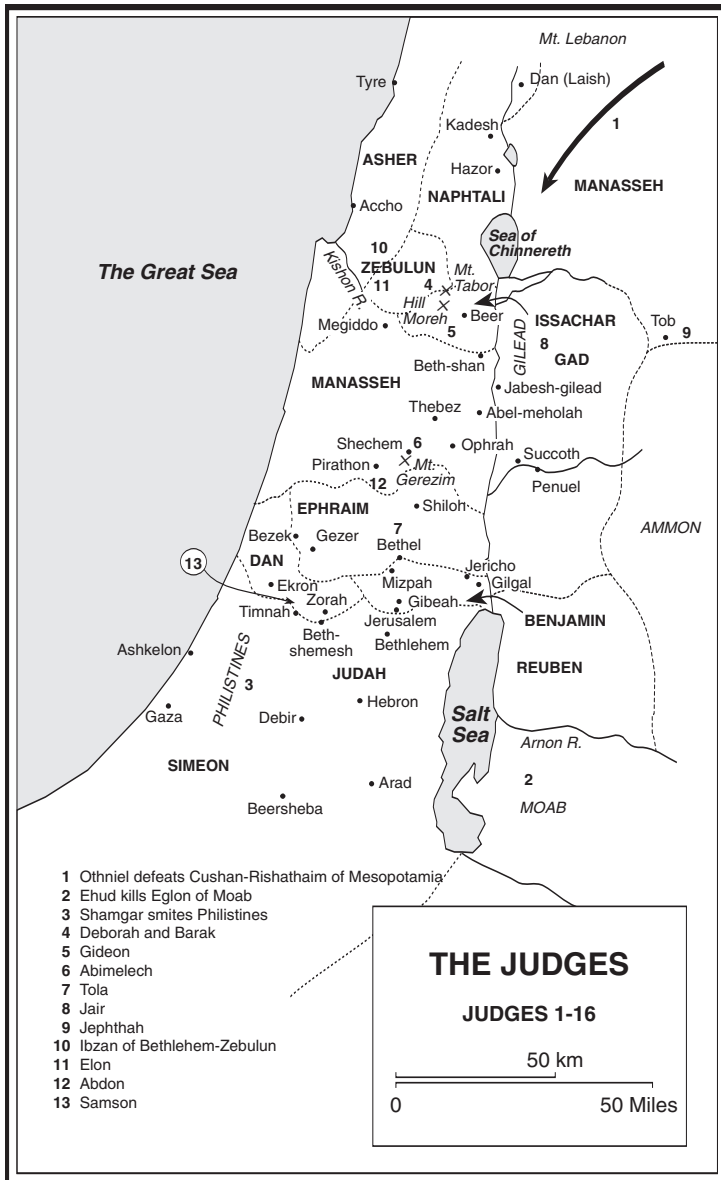 Mt. Lebanon
Tyre
Dan (Laish)
Kadesh
1
ASHER
Hazor
MANASSEH
NAPHTALI
Accho
Sea of
Chinnereth
10
ZEBULUN
The Great Sea
Kishon R.
11
4
Mt.
Tabor
Hill
Moreh
Megiddo
5
Beer
GILEAD
ISSACHAR
8
GAD
Tob
9
Beth-shan
MANASSEH
Jabesh-gilead
Thebez
Abel-meholah
Shechem
6
Ophrah
Succoth
Pirathon
Mt.
Gerezim
12
Penuel
EPHRAIM
Shiloh
Bezek
Gezer
7
Bethel
AMMON
DAN
13
Jericho
Ekron
Mizpah
Gilgal
Zorah
Gibeah
Timnah
Jerusalem
BENJAMIN
Beth-
shemesh
Bethlehem
Ashkelon
PHILISTINES
3
JUDAH
REUBEN
Hebron
Gaza
Debir
Salt
Sea
Arnon R.
SIMEON
Arad
2
Beersheba
MOAB
1 Othniel defeats Cushan-Rishathaim of Mesopotamia
2 Ehud kills Eglon of Moab
3 Shamgar smites Philistines
4 Deborah and Barak
5 Gideon
6 Abimelech
7 Tola
8 Jair
9 Jephthah
10 Ibzan of Bethlehem-Zebulun
11 Elon
12 Abdon
13 Samson
THE JUDGES
JUDGES 1-16
50 km
0
50 Miles